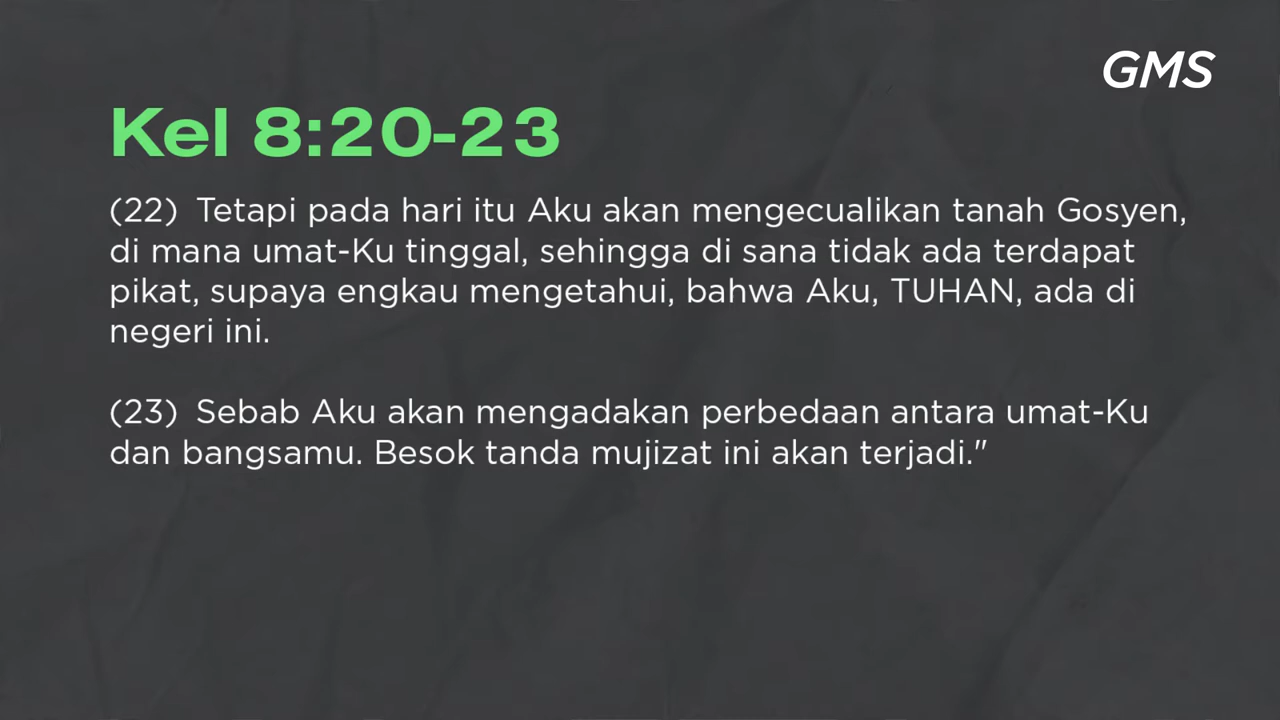 GMS
Kel 8:20-23
(22) Tetapi pada hari itu Aku akan mengecualikan tanah Gosyen,
di mana umat-Ku tinggal, sehingga di sana tidak ada terdapat
pikat, supaya engkau mengetahui, bahwa Aku, TUHAN, ada di
negeri ini.
(23) Sebab Aku akan mengadakan perbedaan antara umat-Ku
dan bangsamu. Besok tanda mujizat ini akan terjadi."